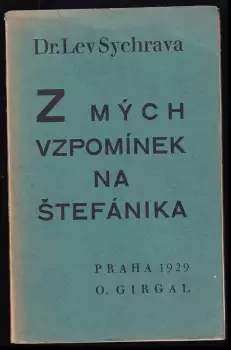 Dr. Lev Sychrava
Z MÝCH
VZPOMÍNEK
NA
ŠTEFÁNIKA
PRAHA 1929
O. GIRGAL